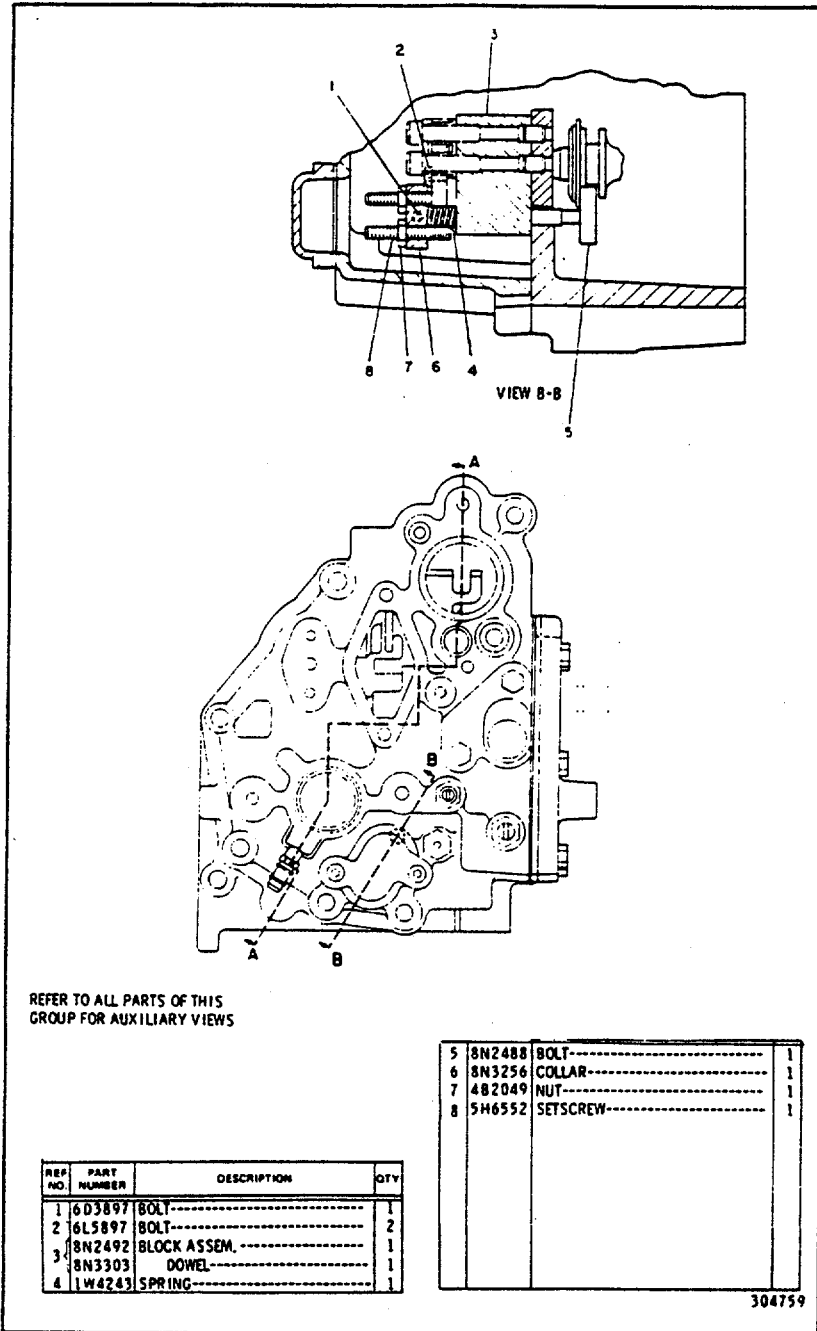 3
2
1
8 7 6 4
VIEW B-B
5
A
B
A
B
REFER TO ALL PARTS OF THIS
GROUP FOR AUXILIARY VIEWS
5 8N2488 BOLT 1
6 8N3256 COLLAR 1
7 4B2049 NUT 1
8 5H6552 SETSCREW 1
REF NO. PART NUMBER DESCRIPTION QTY
1 6D3897 BOLT 1
2 6L5897 BOLT 2
3 8N2492 BLOCK ASSEM. 1
8N3303 DOWEL 1
4 1W4243 SPRING 1
304759